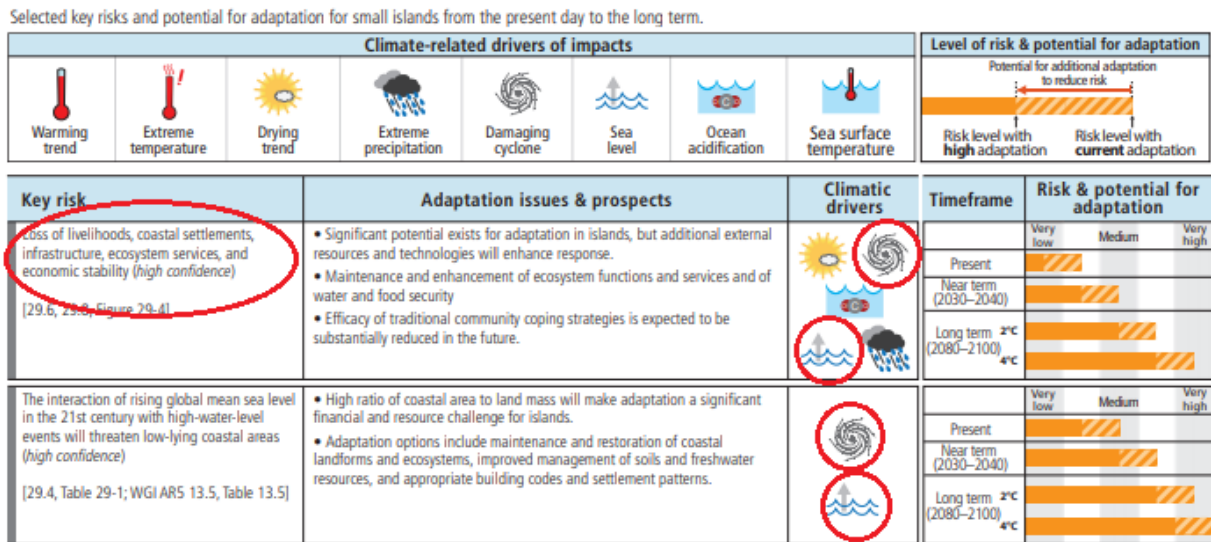 Selected key risks and potential for adaptation for small islands from the present day to the long term.
Climate-related drivers of impacts
Warming
trend
Extreme
temperature
Drying
trend
Extreme
precipitation
Damaging
cyclone
Sea
level
Ocean
acidification
Sea surface
temperature
Level of risk & potential for adaptation
Potential for additional adaptation
to reduce risk
Risk level with
high adaptation
Risk level with
current adaptation
Key risk
Adaptation issues & prospects
Climatic
drivers
Timeframe
Risk & potential for
adaptation
Loss of livelihoods, coastal settlements,
infrastructure, ecosystem services, and
economic stability (high confidence)
[29.6, 29.8, Figure 29-4]
• Significant potential exists for adaptation in islands, but additional external
resources and technologies will enhance response.
• Maintenance and enhancement of ecosystem functions and services and of
water and food security
• Efficacy of traditional community coping strategies is expected to be
substantially reduced in the future.
Very
low
Medium
Very
high
Present
Near term
(2030–2040)
Long term
(2080–2100)
2°C
4°C
The interaction of rising global mean sea level
in the 21st century with high-water-level
events will threaten low-lying coastal areas
(high confidence)
[29.4, Table 29-1; WGI AR5 13.5, Table 13.5]
• High ratio of coastal area to land mass will make adaptation a significant
financial and resource challenge for islands.
• Adaptation options include maintenance and restoration of coastal
landforms and ecosystems, improved management of soils and freshwater
resources, and appropriate building codes and settlement patterns.
Very
low
Medium
Very
high
Present
Near term
(2030–2040)
Long term
(2080–2100)
2°C
4°C